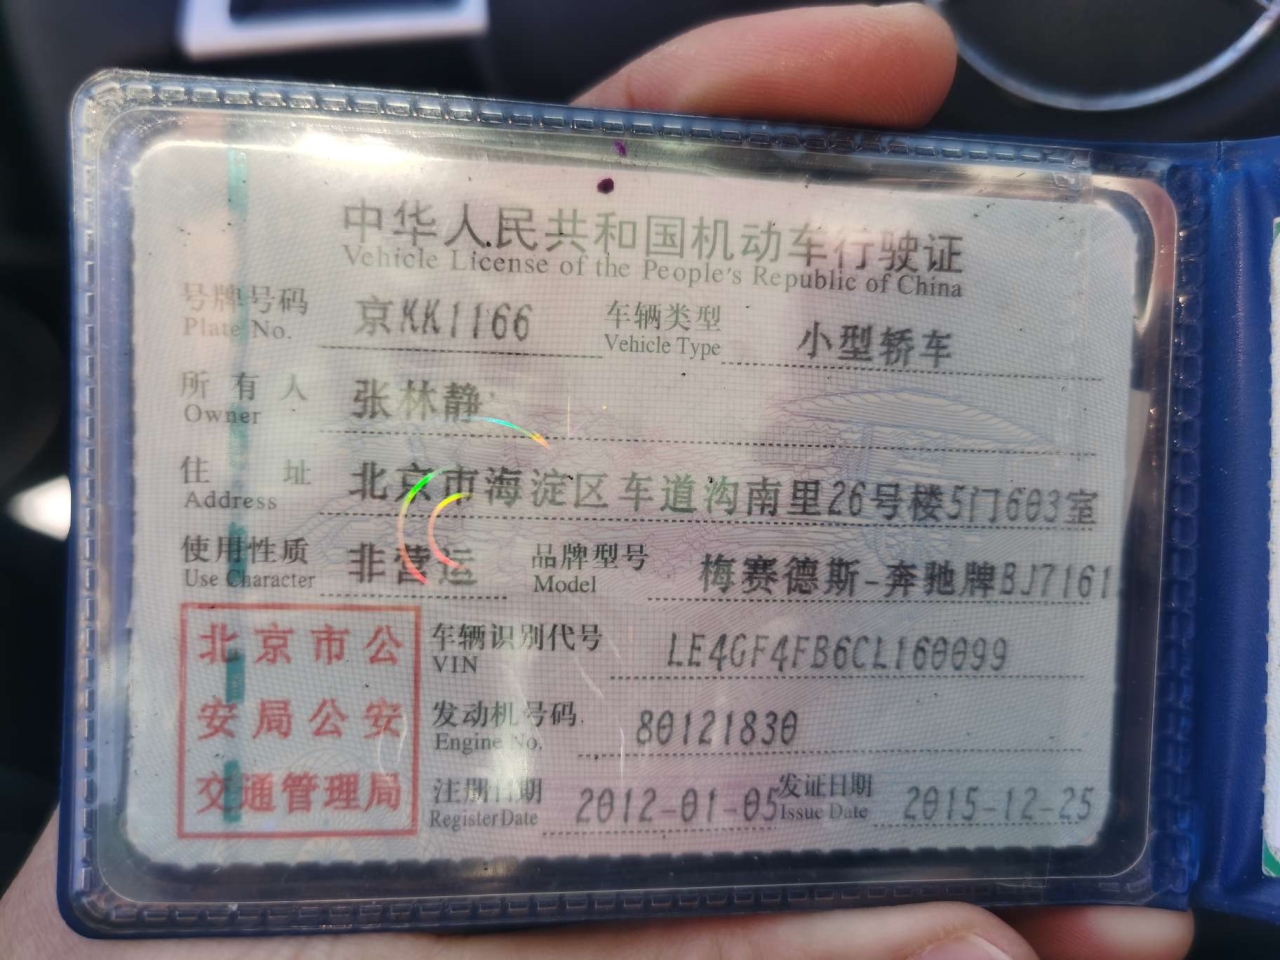 中华人民共和国机动车行驶证
Vehicle License of the People's Republic of China
号牌号码 京KK1166 车辆类型 小型轿车
Plate No. Vehicle Type
所有人 张林静
Owner
住址 北京市海淀区车道沟南里26号楼5门603室
Address
使用性质 非营运 品牌型号 梅赛德斯-奔驰牌BJ7161
Use Character Model
北京市公
安局公安
交通管理局
车辆识别代号 LE4GF4FB6CL160099
VIN
发动机号码 80121830
Engine No.
注册日期 2012-01-05 发证日期 2015-12-25
Register Date Issue Date